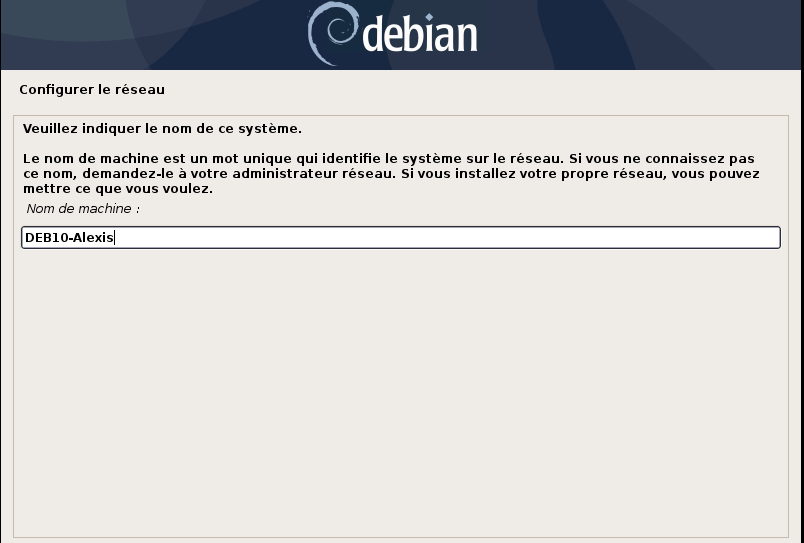 debian
Configurer le réseau
Veuillez indiquer le nom de ce système.
Le nom de machine est un mot unique qui identifie le système sur le réseau. Si vous ne connaissez pas
ce nom, demandez-le à votre administrateur réseau. Si vous installez votre propre réseau, vous pouvez
mettre ce que vous voulez.
Nom de machine :
DEB10-Alexis